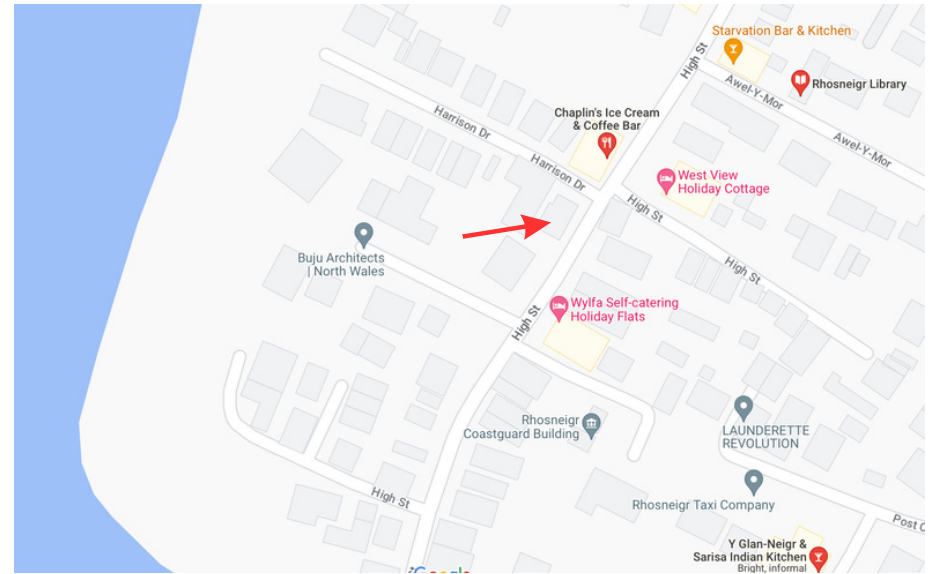 Starvation Bar & Kitchen
High St
Rhosneigr Library
Awel-Y-Mor
Chaplin's Ice Cream
& Coffee Bar
Harrison Dr
Awel-Y-Mor
Harrison Dr
West View
Holiday Cottage
High St
Buju Architects
| North Wales
High St
Wylfa Self-catering
Holiday Flats
High St
Rhosneigr
Coastguard Building
LAUNDERETTE
REVOLUTION
High St
Rhosneigr Taxi Company
Post
Y Glan-Neigr &
Sarisa Indian Kitchen
Bright, informal
Google